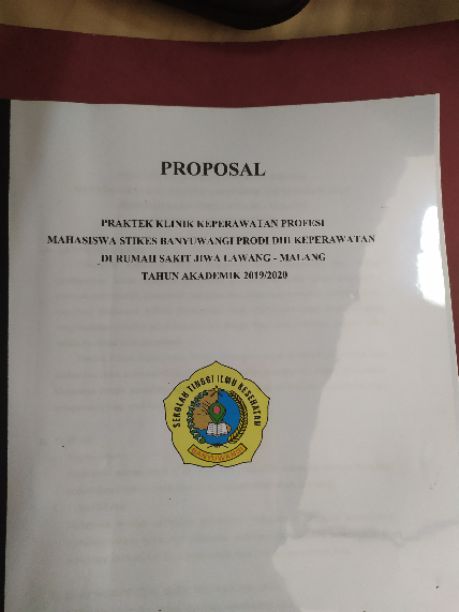 PROPOSAL
PRAKTEK KLINIK KEPERAWATAN PROFESI
MAHASISWA STIKES BANYUWANGI PRODI DIII KEPERAWATAN
DI RUMAH SAKIT JIWA LAWANG - MALANG
TAHUN AKADEMIK 2019/2020
SEKOLAH TINGGI ILMU KESEHATAN
BANYUWANGI